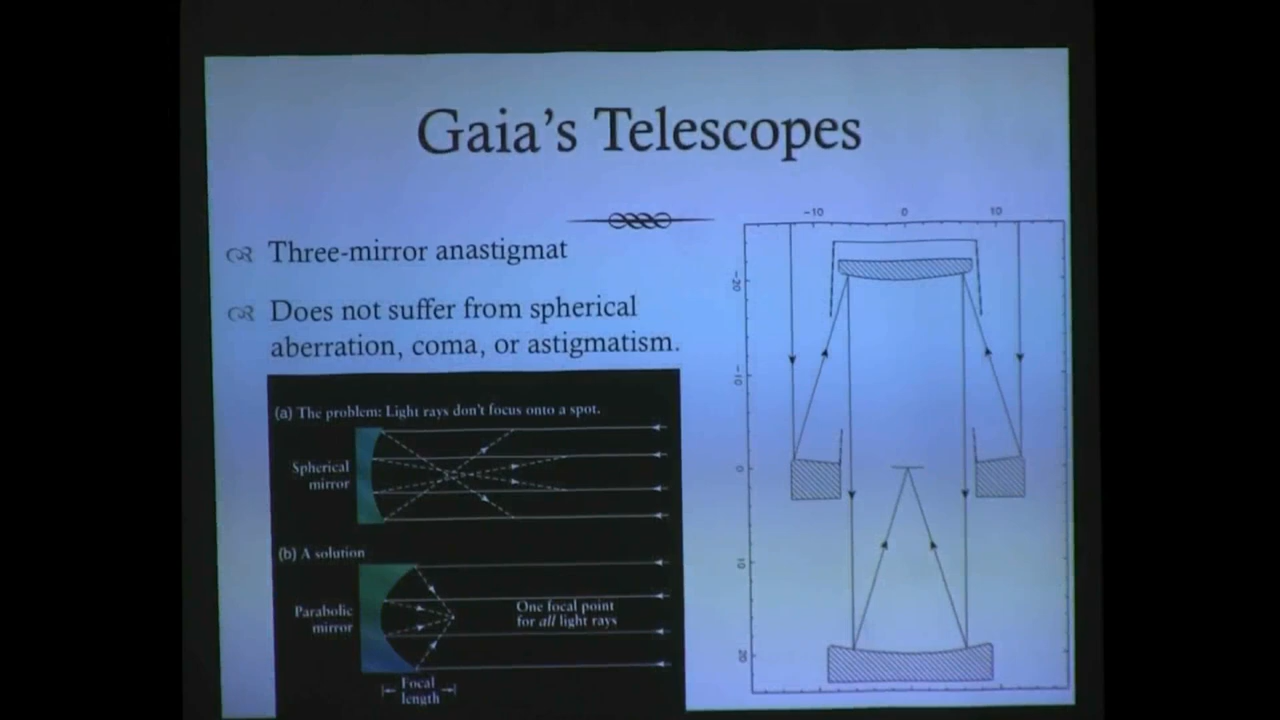 Gaia's Telescopes
Three-mirror anastigmat
Does not suffer from spherical
aberration, coma, or astigmatism.
(a) The problem: Light rays don't focus onto a spot.
Spherical
mirror
(b) A solution
Parabolic
mirror
One focal point
for all light rays
Focal
length
-10 0 10
-20
-10
0
10
20